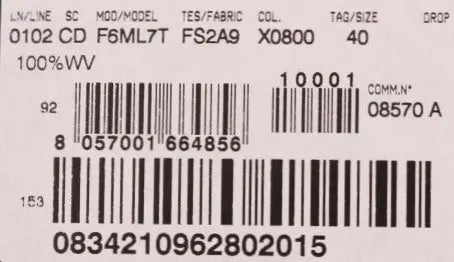 LN/LINE SC MOD/MODEL TES/FABRIC COL. TAG/SIZE DROP
0102 CD F6ML7T FS2A9 X0800 40
100%WV
10001
COMM.N°
92
08570 A
8 057001 664856
153
0834210962802015